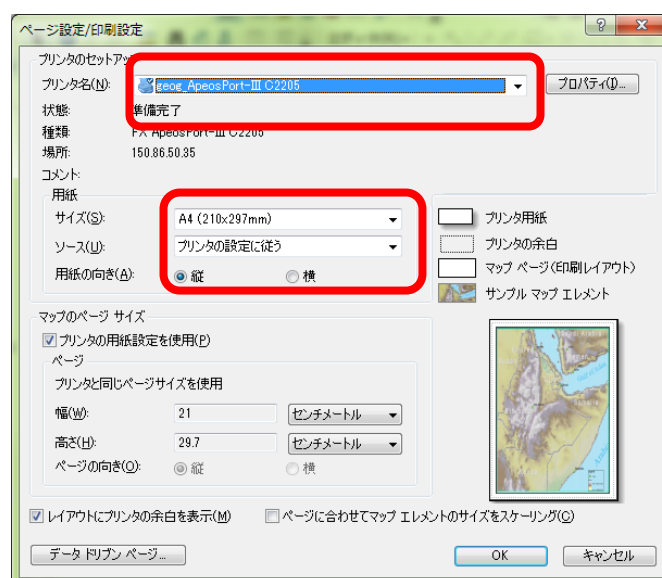 ページ設定/印刷設定
プリンタのセットアッ
プリンタ名(N): geog_ApeosPort-Ⅲ C2205 プロパティ(I)...
状態: 準備完了
種類: FX ApeosPort-Ⅲ C2205
場所: 150.86.50.35
コメント:
用紙
サイズ(S): A4 (210x297mm)
ソース(U): プリンタの設定に従う
用紙の向き(A): 縦 横
プリンタ用紙
プリンタの余白
マップ ページ(印刷レイアウト)
サンプル マップ エレメント
マップのページ サイズ
プリンタの用紙設定を使用(P)
ページ
プリンタと同じページサイズを使用
幅(W): 21 センチメートル
高さ(H): 29.7 センチメートル
ページの向き(O): 縦 横
レイアウトにプリンタの余白を表示(M) ページに合わせてマップ エレメントのサイズをスケーリング(C)
データ ドリブン ページ... OK キャンセル